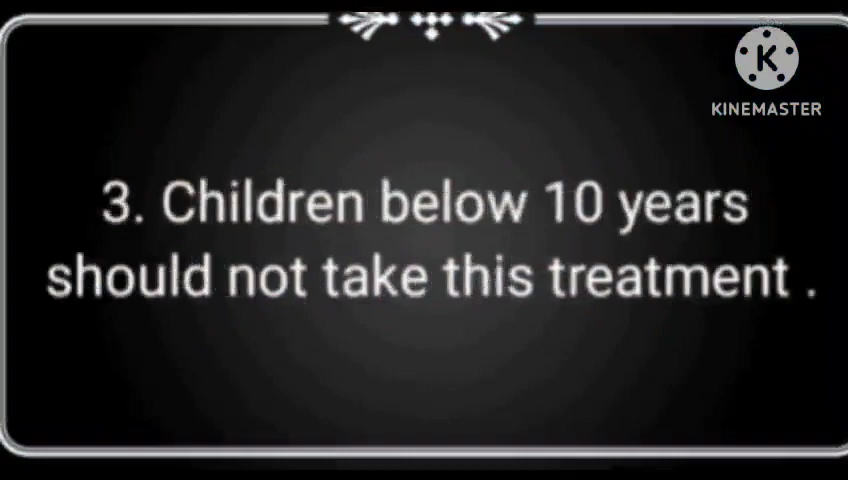 KINEMASTER
3. Children below 10 years
should not take this treatment .